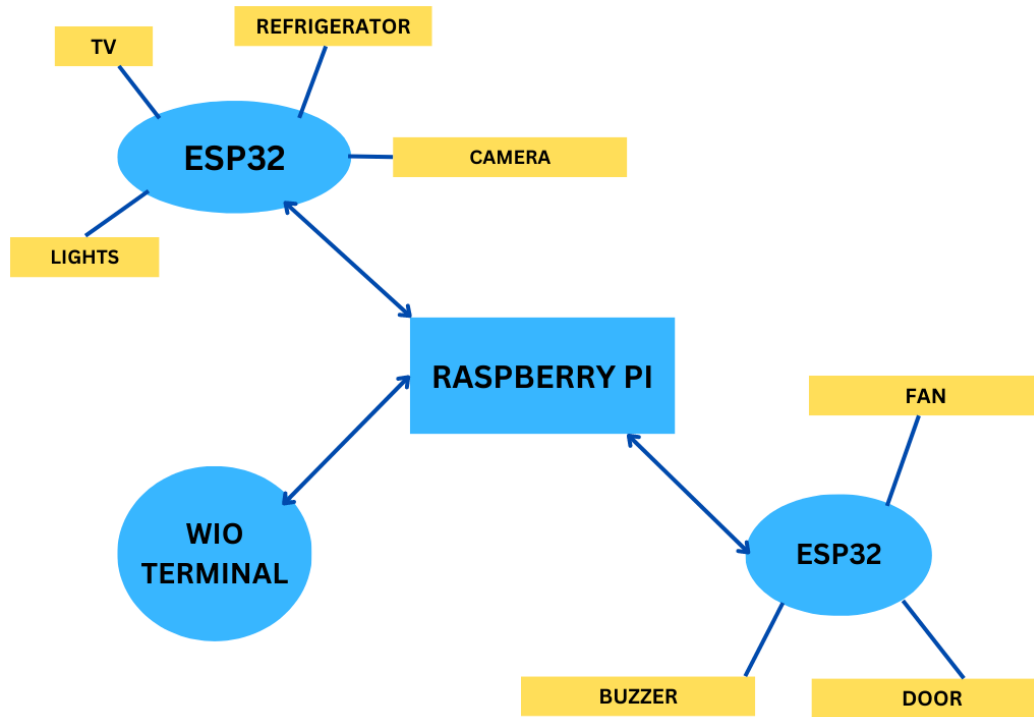 REFRIGERATOR
TV
ESP32
CAMERA
LIGHTS
RASPBERRY PI
FAN
WIO
TERMINAL
ESP32
BUZZER
DOOR